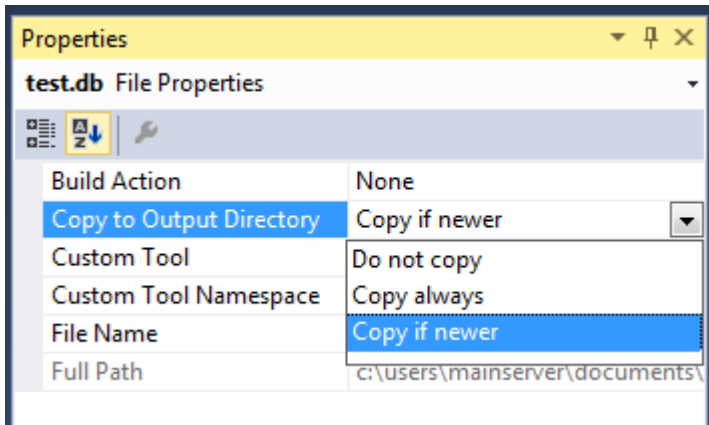 Properties
test.db File Properties
Build Action None
Copy to Output Directory Copy if newer
Custom Tool Do not copy
Custom Tool Namespace Copy always
File Name Copy if newer
Full Path c:\users\mainserver\documents\